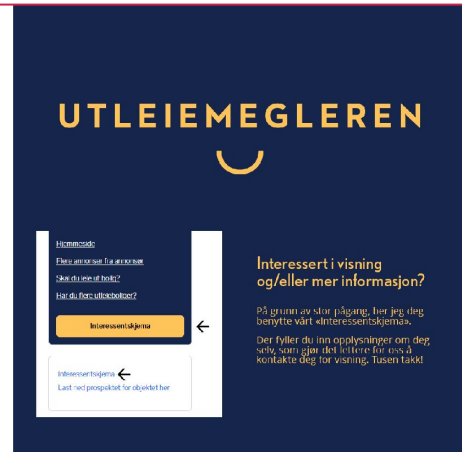 UTLEIEMEGLEREN
Hjemmeside
Flere annonser fra annonsør
Skal du leie ut bolig?
Har du flere utleieboliger?
Interessentskjema
Interessentskjema
Last ned prospektet for objektet her
Interessert i visning
og/eller mer informasjon?
På grunn av stor pågang, ber jeg deg
benytte vårt «Interessentskjema».
Der fyller du inn opplysninger om deg
selv, som gjør det lettere for oss å
kontakte deg for visning. Tusen takk!